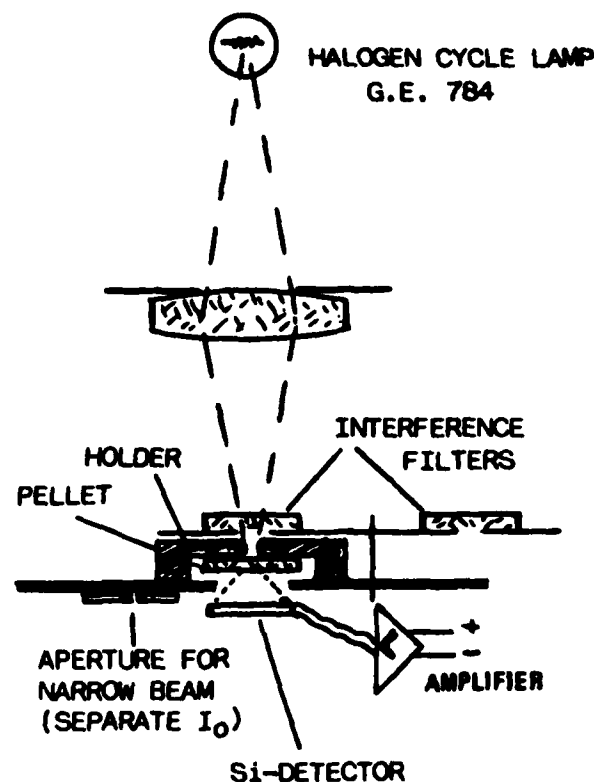 HALOGEN CYCLE LAMP
G.E. 784
INTERFERENCE
FILTERS
HOLDER
PELLET
+
-
AMPLIFIER
APERTURE FOR
NARROW BEAM
(SEPARATE I₀)
Si-DETECTOR